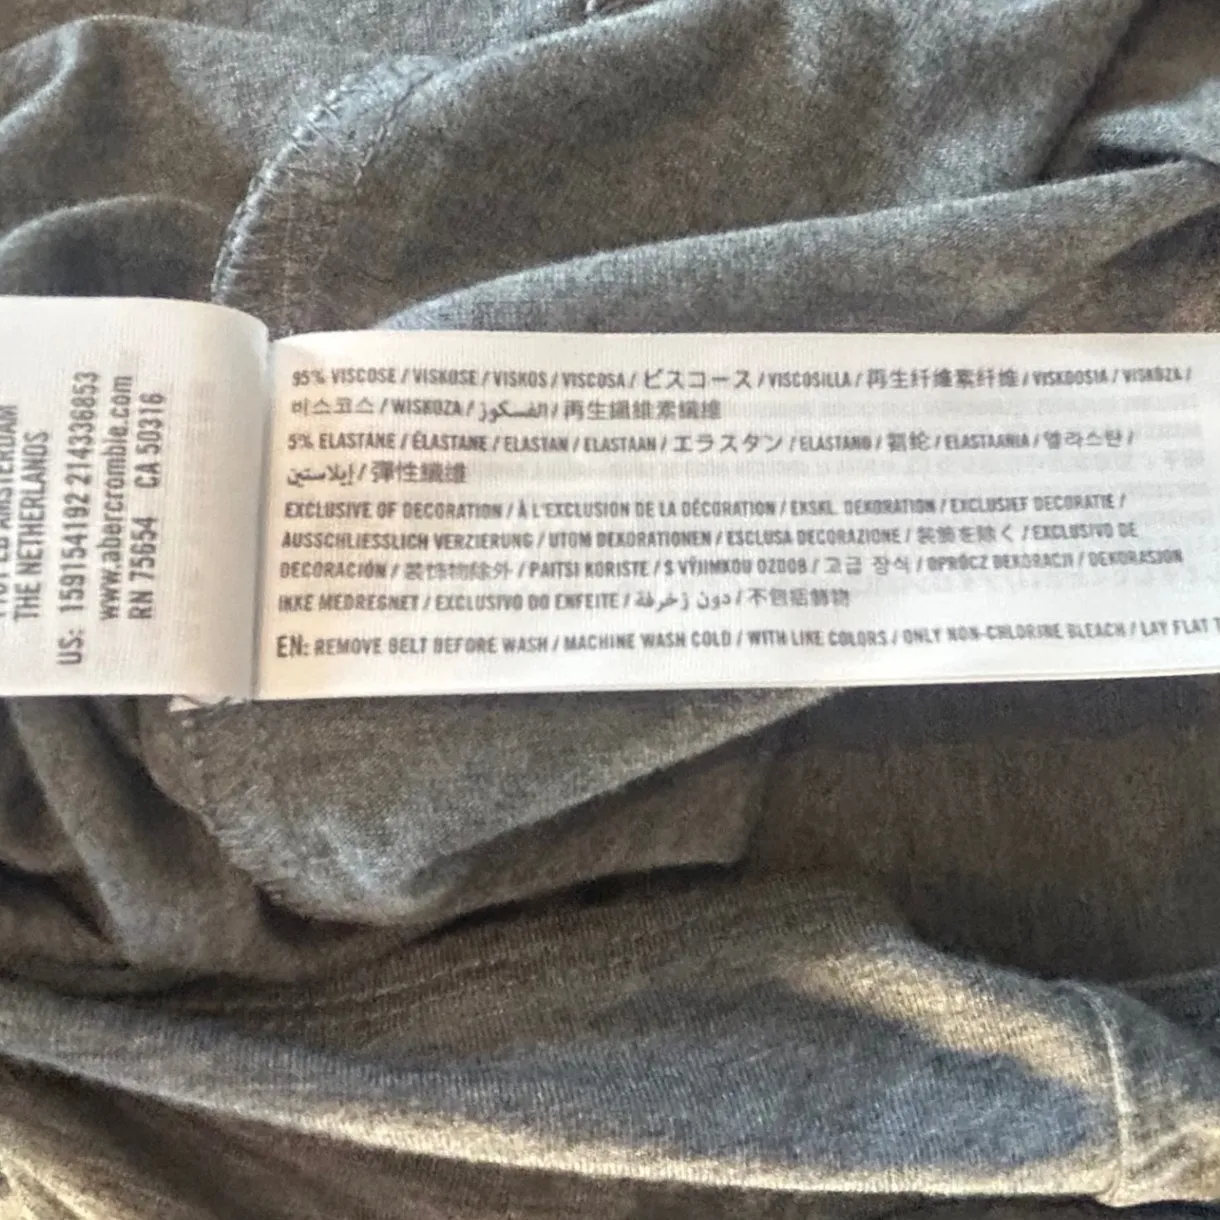 THE NETHERLANDS
US: 1591541922143336853
www.abercrombie.com
RN 75654 CA 50316
95% VISCOSE / VISKOSE / VISKOS / VISCOSA / ビスコース / VISCOSILLA / 再生纤维素纤维 / VISKOOSIA / VISKÓZA /
비스코스 / WISKOZA / الفسكوز / 再生纖維素纖維
5% ELASTANE / ÉLASTANE / ELASTAN / ELASTAAN / エラスタン / ELASTANO / 氨纶 / ELASTAANIA / 엘라스탄 /
إيلاستين / 彈性纖維
EXCLUSIVE OF DECORATION / À L'EXCLUSION DE LA DÉCORATION / EKSKL. DEKORATION / EXCLUSIEF DECORATIE /
AUSSCHLIESSLICH VERZIERUNG / UTOM DEKORATIONEN / ESCLUSA DECORAZIONE / 装飾を除く / EXCLUSIVO DE
DECORACIÓN / 装饰物除外 / PAITSI KORISTE / S VÝJIMKOU OZDOB / 고급 장식 / OPRÓCZ DEKORACJI / DEKORASJON
IKKE MEDREGNET / EXCLUSIVO DO ENFEITE / دون زخرفة / 不包括飾物
EN: REMOVE BELT BEFORE WASH / MACHINE WASH COLD / WITH LIKE COLORS / ONLY NON-CHLORINE BLEACH / LAY FLAT